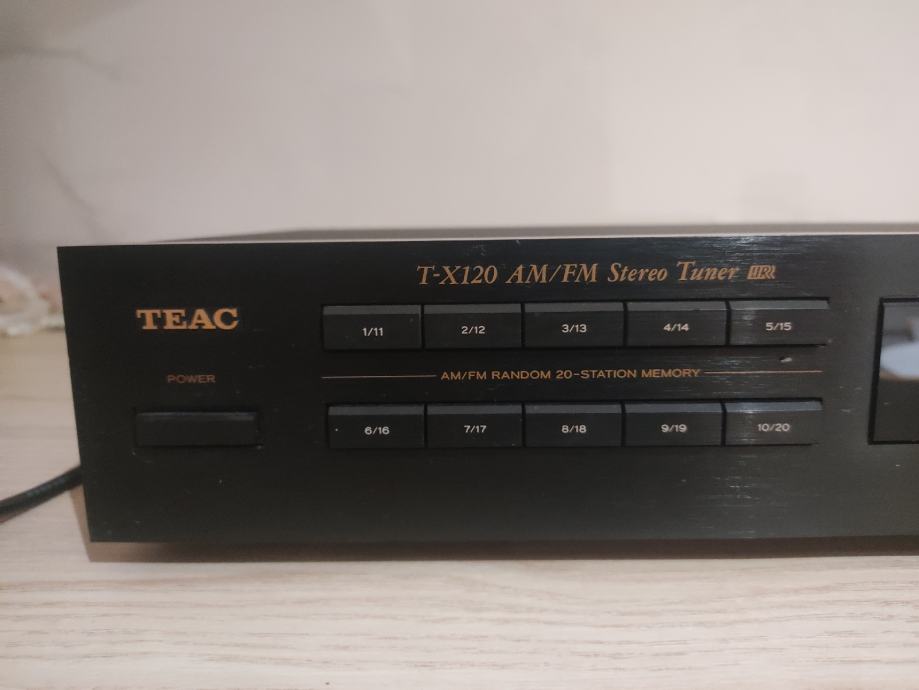 T-X120 AM/FM Stereo Tuner
TEAC
1/11 2/12 3/13 4/14 5/15
POWER
AM/FM RANDOM 20-STATION MEMORY
6/16 7/17 8/18 9/19 10/20